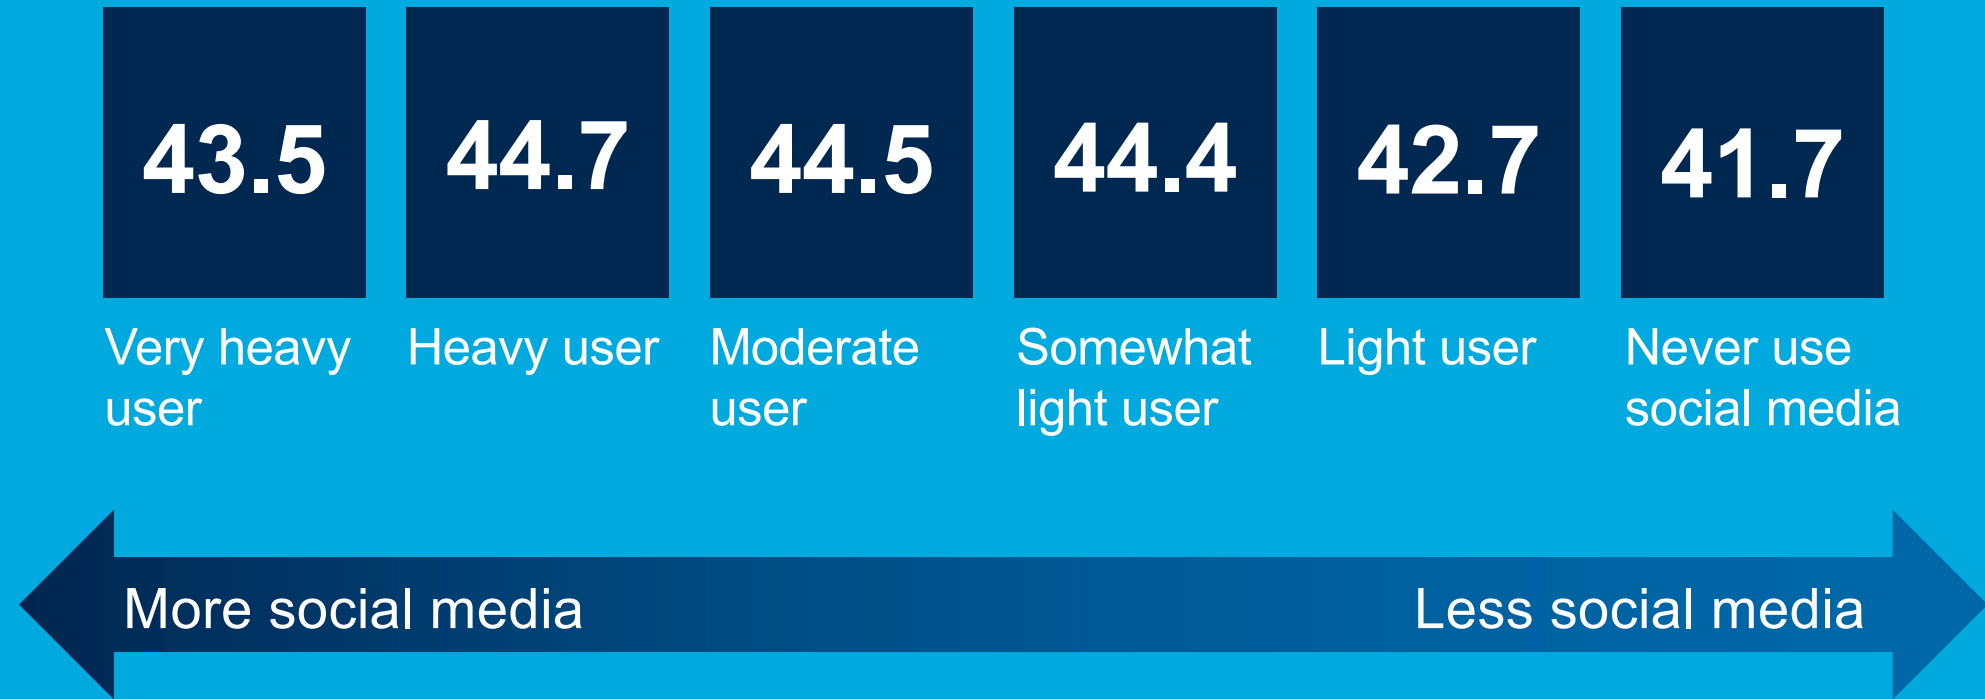 43.5
44.7
44.5
44.4
42.7
41.7
Very heavy
user
Heavy user
Moderate
user
Somewhat
light user
Light user
Never use
social media
More social media
Less social media